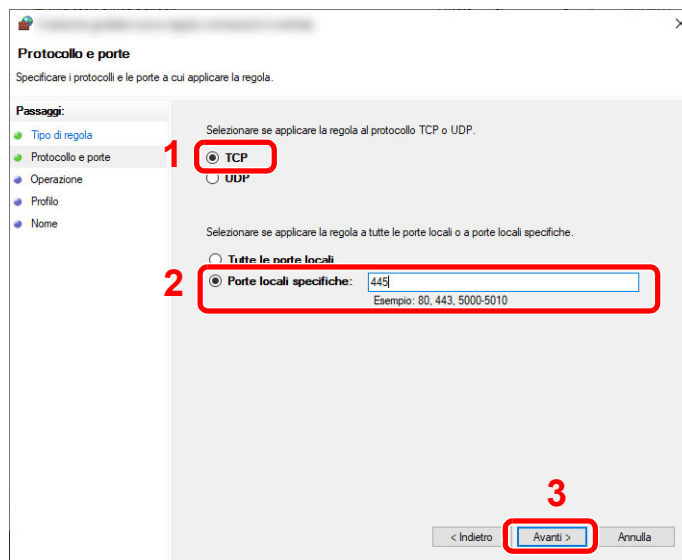 Protocollo e porte
Specificare i protocolli e le porte a cui applicare la regola.
Passaggi:
Tipo di regola
Protocollo e porte
Operazione
Profilo
Nome
Selezionare se applicare la regola al protocollo TCP o UDP.
1
TCP
UDP
Selezionare se applicare la regola a tutte le porte locali o a porte locali specifiche.
Tutte le porte locali
2
Porte locali specifiche: 445
Esempio: 80, 443, 5000-5010
3
< Indietro Avanti > Annulla